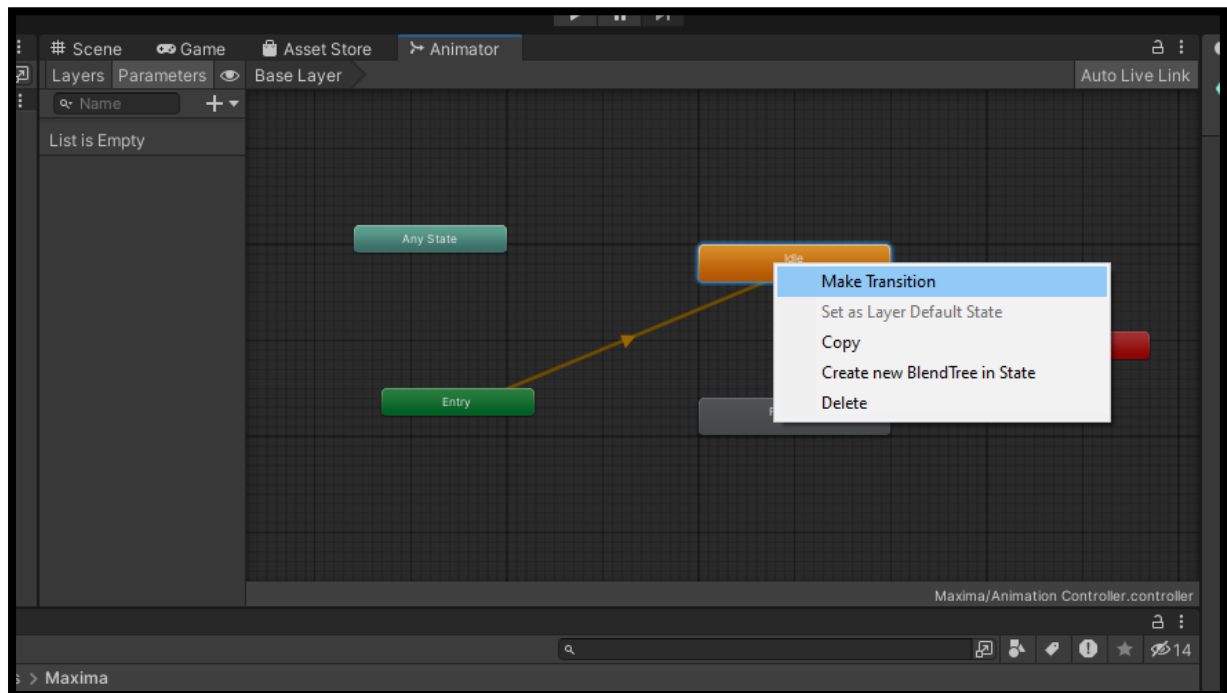 Scene
Game
Asset Store
Animator
Layers
Parameters
Base Layer
Auto Live Link
Name
List is Empty
Any State
Idle
Make Transition
Set as Layer Default State
Copy
Create new BlendTree in State
Delete
Entry
Maxima/Animation Controller.controller
14
s > Maxima